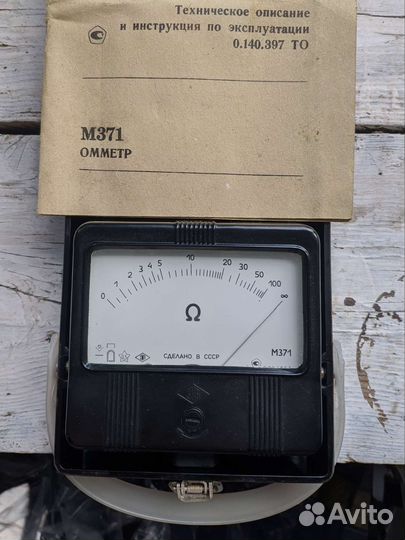 Техническое описание
и инструкция по эксплуатации
0.140.397 ТО
М371
ОММЕТР
0 1 2 3 4 5 10 20 30 50 100 ∞
Ω
СДЕЛАНО В СССР
М371
Avito